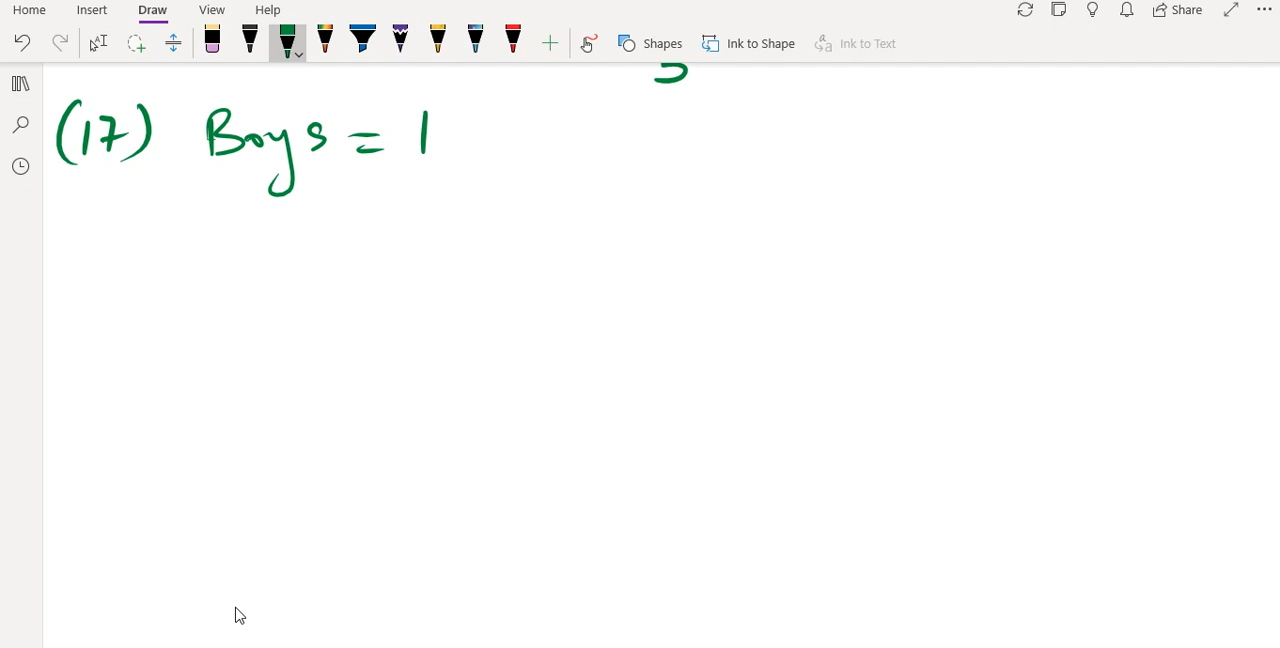 Home Insert Draw View Help Share
Shapes Ink to Shape Ink to Text
(17) Boys = 1